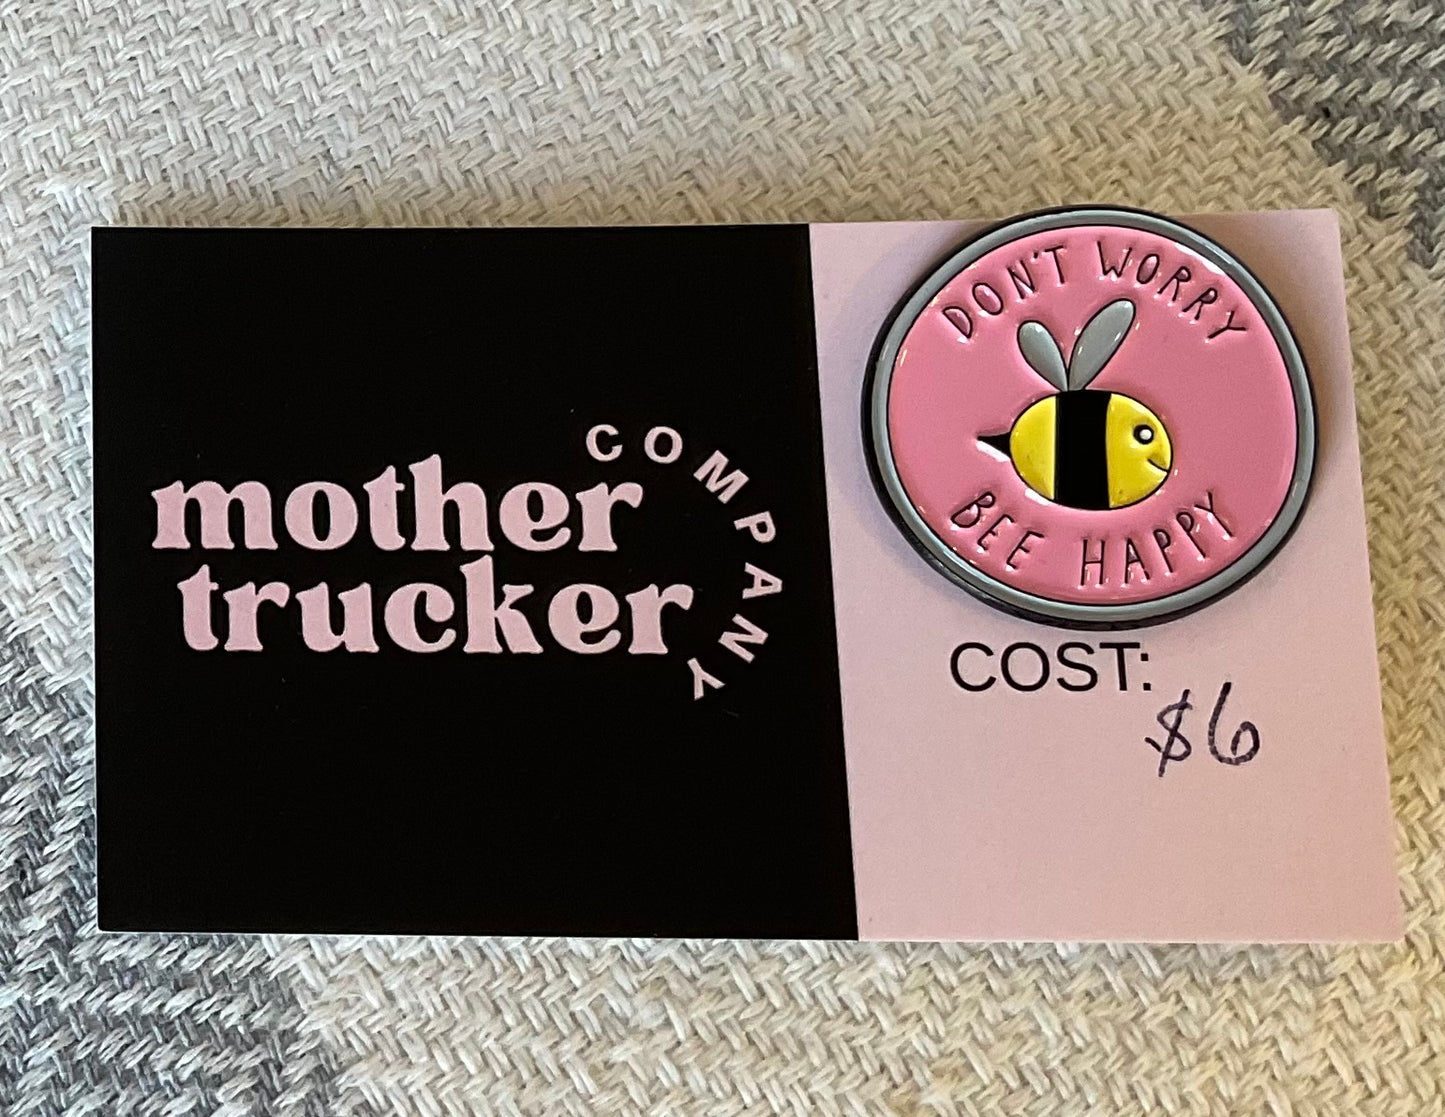 mother
trucker
COMPANY
DON'T WORRY
BEE HAPPY
COST:
$6